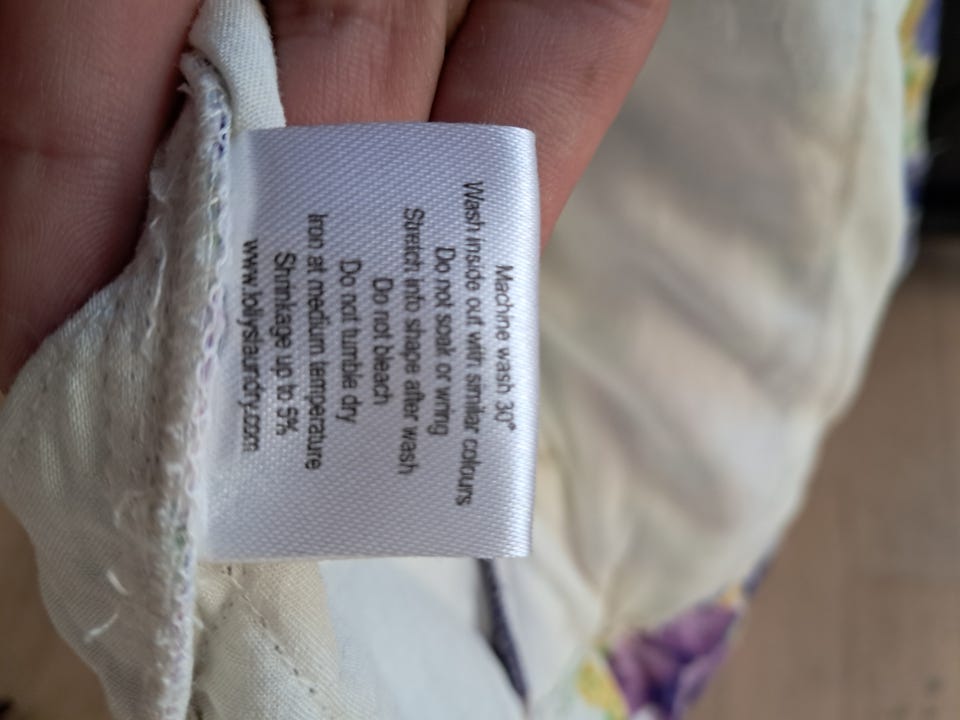 Machine wash 30°
Wash inside out with similar colours
Do not soak or wring
Stretch into shape after wash
Do not bleach
Do not tumble dry
Iron at medium temperature
Shrinkage up to 5%
www.lollyslaundry.com